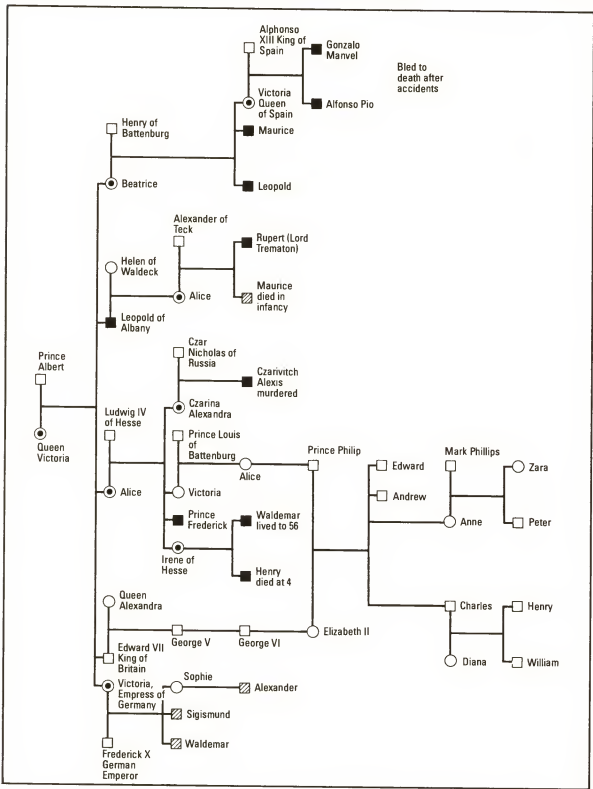 Alphonso
XIII King of
Spain
Gonzalo
Manvel
Bled to
death after
accidents
Victoria
Queen
of Spain
Alfonso Pio
Henry of
Battenburg
Maurice
Leopold
Beatrice
Alexander of
Teck
Rupert (Lord
Trematon)
Helen of
Waldeck
Alice
Maurice
died in
infancy
Leopold of
Albany
Czar
Nicholas of
Russia
Prince
Albert
Czarivitch
Alexis
murdered
Ludwig IV
of Hesse
Czarina
Alexandra
Prince Louis
of
Battenburg
Prince Philip
Edward
Mark Phillips
Zara
Queen
Victoria
Alice
Andrew
Alice
Victoria
Anne
Peter
Prince
Frederick
Waldemar
lived to 56
Irene of
Hesse
Henry
died at 4
Queen
Alexandra
Charles
Henry
George V
George VI
Elizabeth II
Edward VII
King of
Britain
Diana
William
Victoria,
Empress of
Germany
Sophie
Alexander
Sigismund
Waldemar
Frederick X
German
Emperor